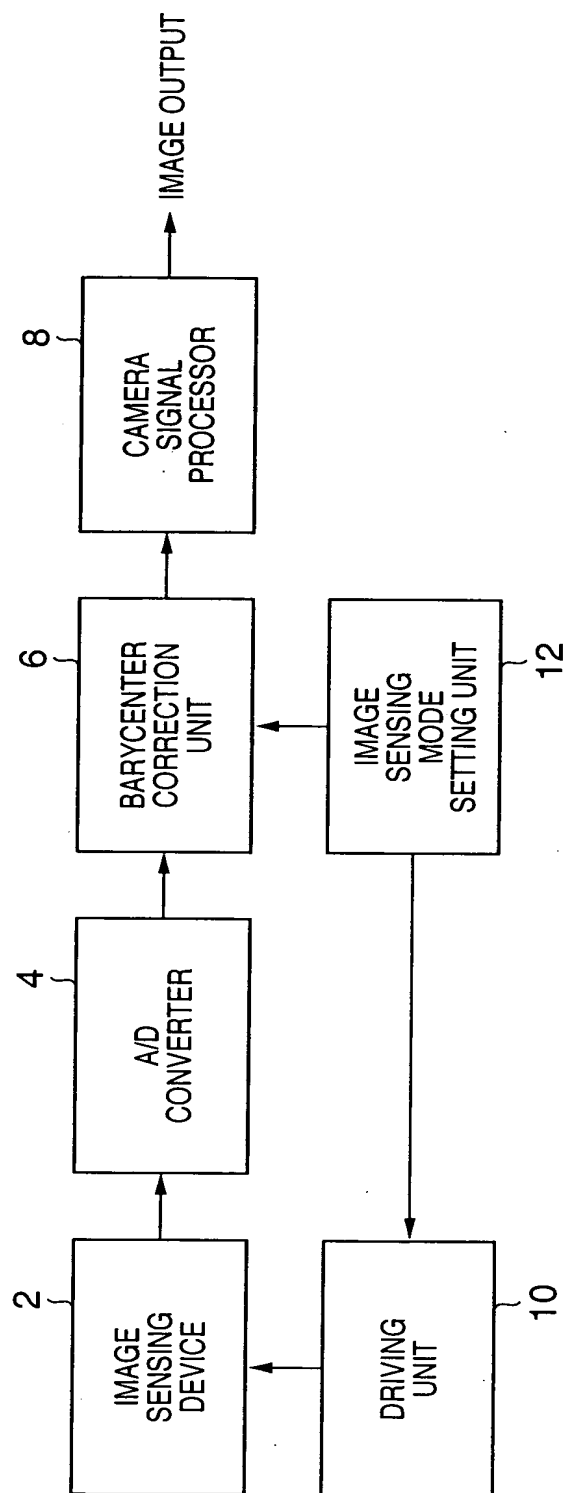 2
IMAGE
SENSING
DEVICE
4
A/D
CONVERTER
6
BARYCENTER
CORRECTION
UNIT
8
CAMERA
SIGNAL
PROCESSOR
IMAGE OUTPUT
DRIVING
UNIT
10
IMAGE
SENSING
MODE
SETTING UNIT
12